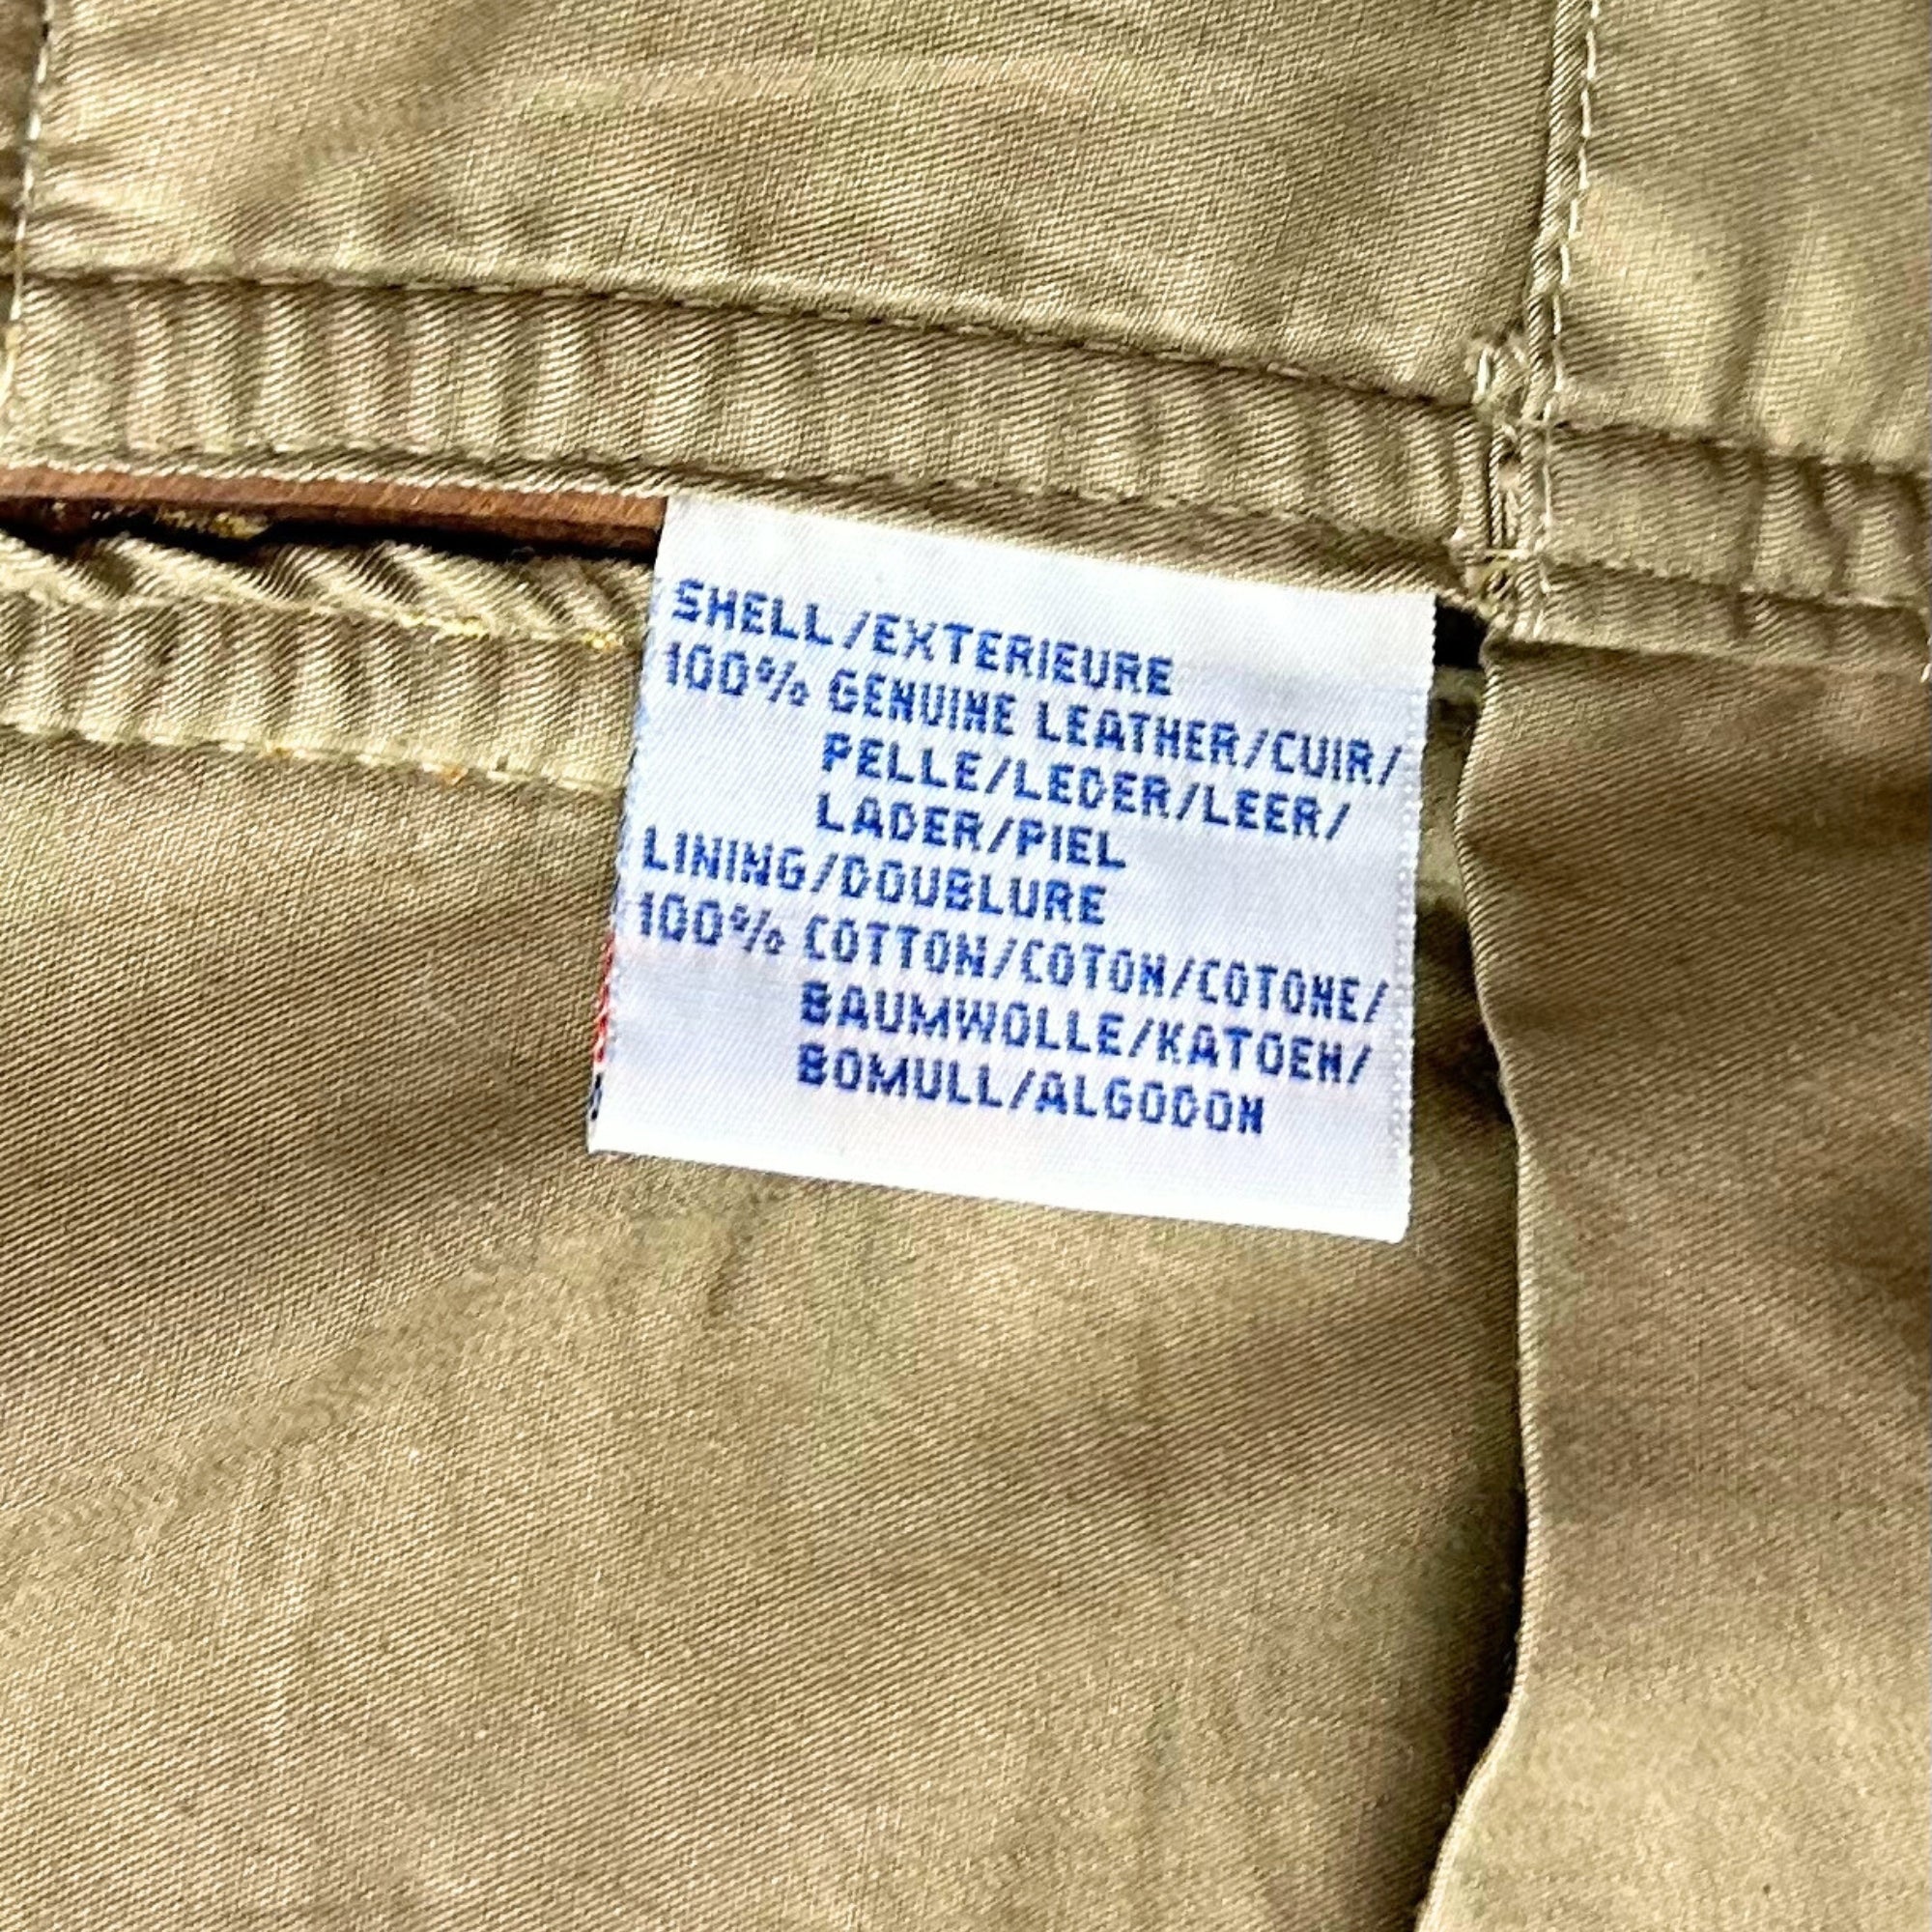 SHELL/EXTERIEURE
100% GENUINE LEATHER/CUIR/
PELLE/LEDER/LEER/
LADER/PIEL
LINING/DOUBLURE
100% COTTON/COTON/COTONE/
BAUMWOLLE/KATOEN/
BOMULL/ALGODON